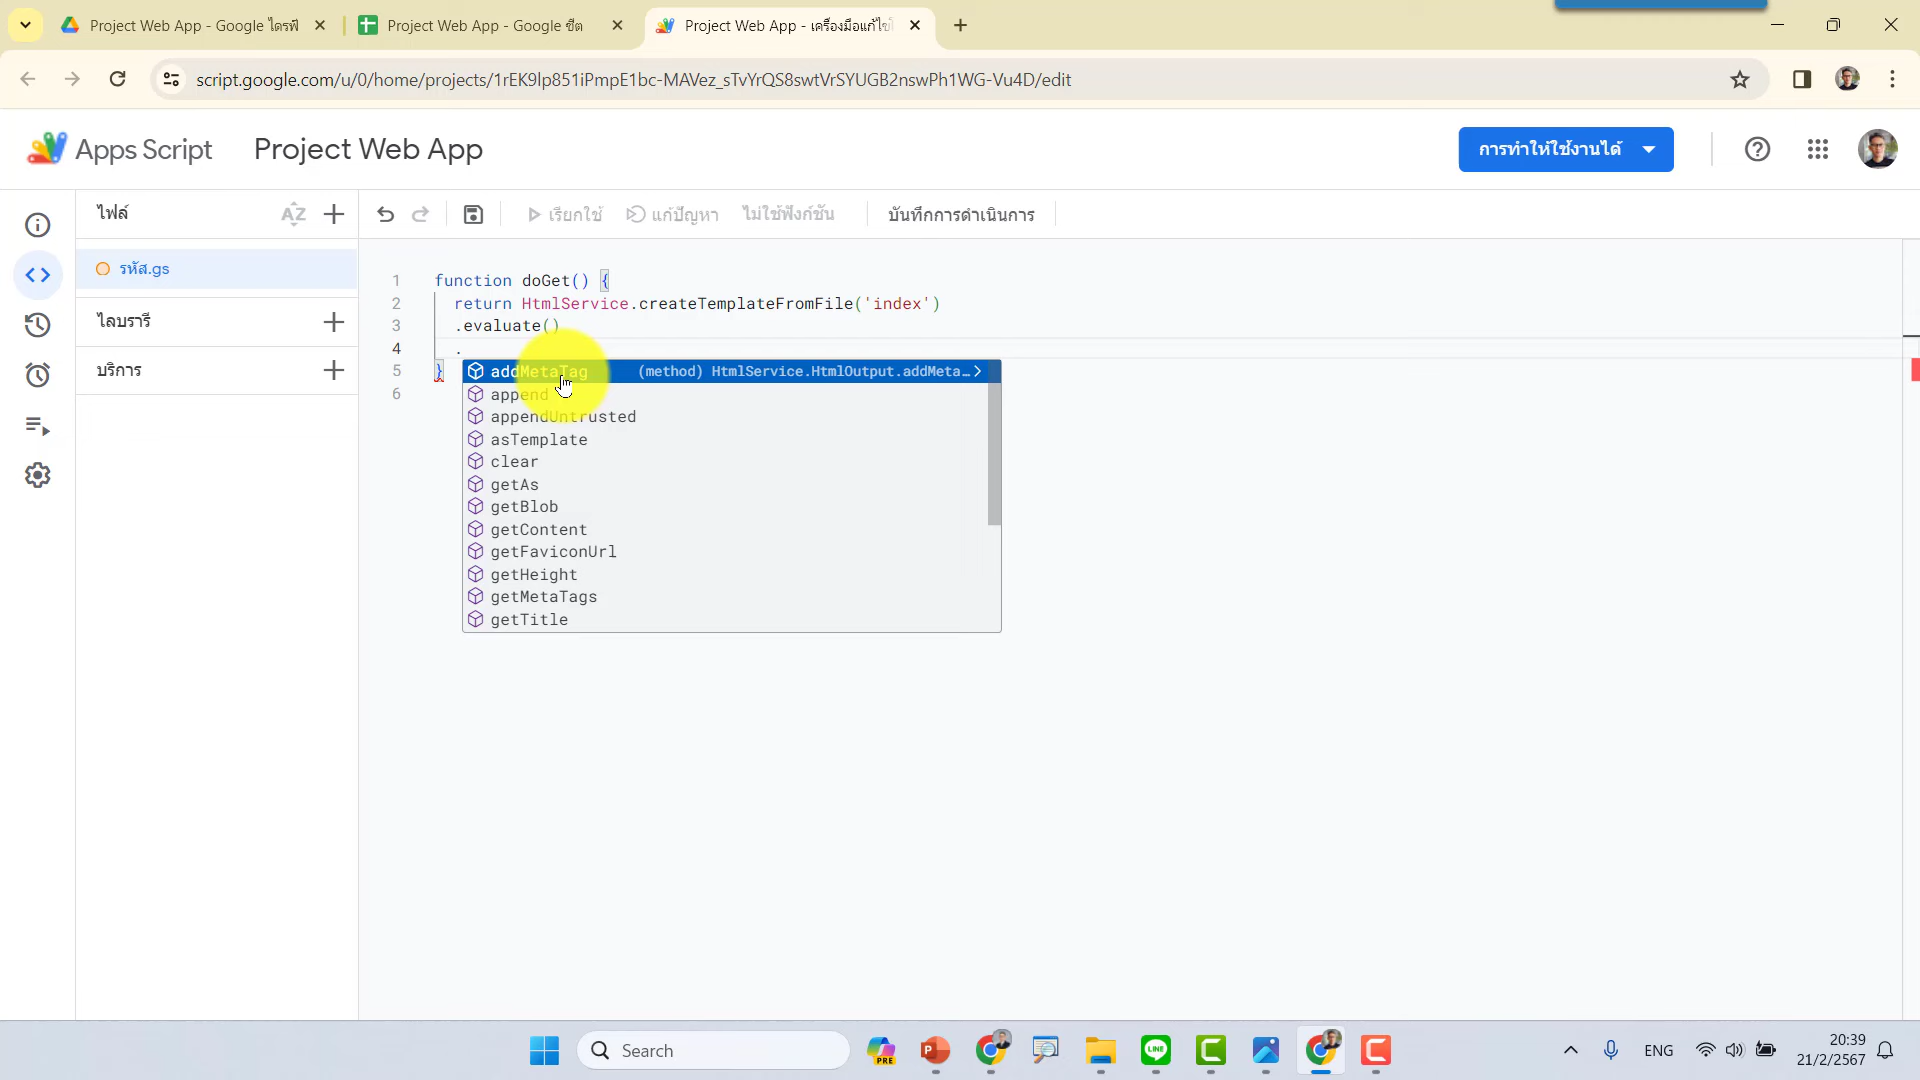 Project Web App - Google ไดรฟ์
Project Web App - Google ชีต
Project Web App - เครื่องมือแก้ไขโ
script.google.com/u/0/home/projects/1rEK9lp851iPmpE1bc-MAVez_sTvYrQS8swtVrSYUGB2nswPh1WG-Vu4D/edit
Apps Script
Project Web App
การทำให้ใช้งานได้
ไฟล์
AZ
เรียกใช้
แก้ปัญหา
ไม่ใช้ฟังก์ชัน
บันทึกการดำเนินการ
รหัส.gs
ไลบรารี
บริการ
1 function doGet() {
2 return HtmlService.createTemplateFromFile('index')
3 .evaluate()
4 .
5 }
6
addMetaTag (method) HtmlService.HtmlOutput.addMeta…
append
appendUntrusted
asTemplate
clear
getAs
getBlob
getContent
getFaviconUrl
getHeight
getMetaTags
getTitle
Search
PRE
ENG
20:39
21/2/2567